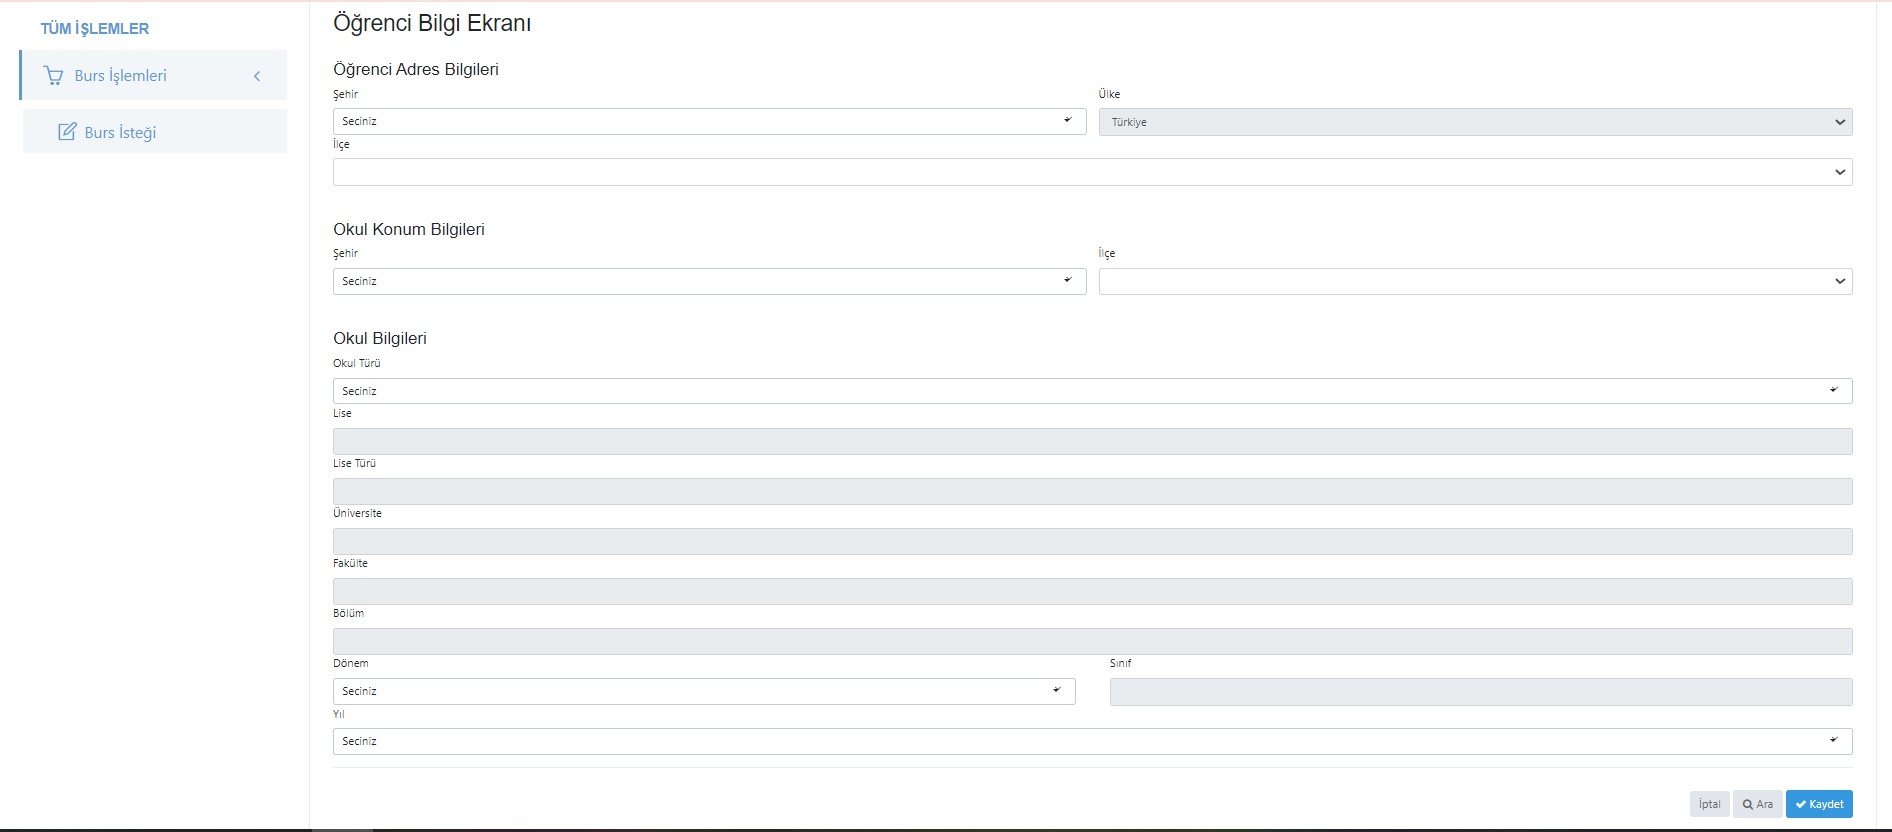 TÜM İŞLEMLER
Burs İşlemleri
Burs İsteği
Öğrenci Bilgi Ekranı
Öğrenci Adres Bilgileri
Şehir
Ülke
Seciniz
Türkiye
İlçe
Okul Konum Bilgileri
Şehir
İlçe
Seciniz
Okul Bilgileri
Okul Türü
Seciniz
Lise
Lise Türü
Üniversite
Fakülte
Bölüm
Dönem
Sınıf
Seciniz
Yıl
Seciniz
İptal
Ara
Kaydet